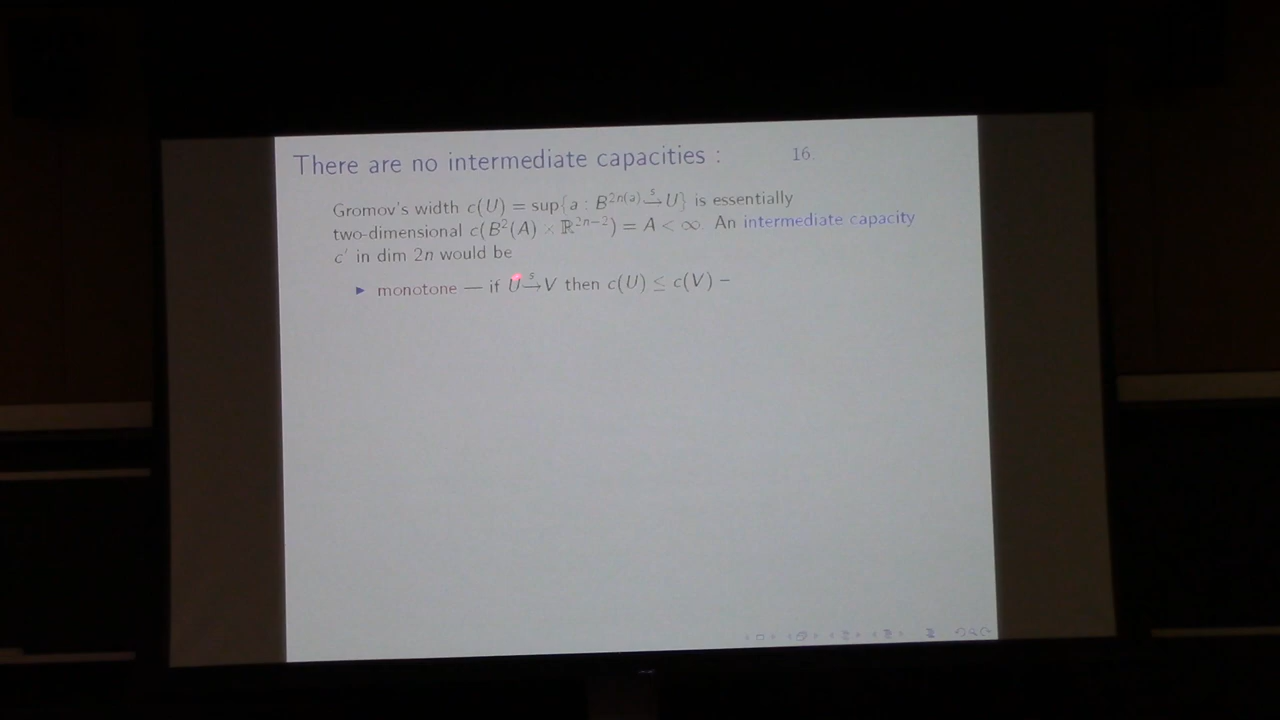 There are no intermediate capacities : 16
Gromov's width c(U) = sup{a : B^{2n(a)} \xrightarrow{s} U} is essentially
two-dimensional c(B²(A) × ℝ^{2n−2}) = A < ∞. An intermediate capacity
c′ in dim 2n would be
▶ monotone — if U \xrightarrow{s} V then c(U) ≤ c(V) –